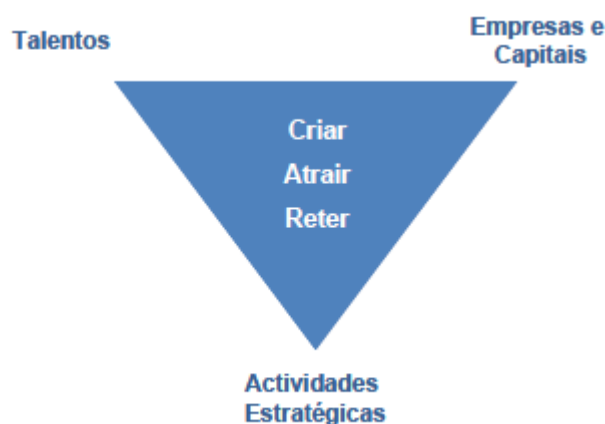 Talentos
Empresas e
Capitais
Criar
Atrair
Reter
Actividades
Estratégicas